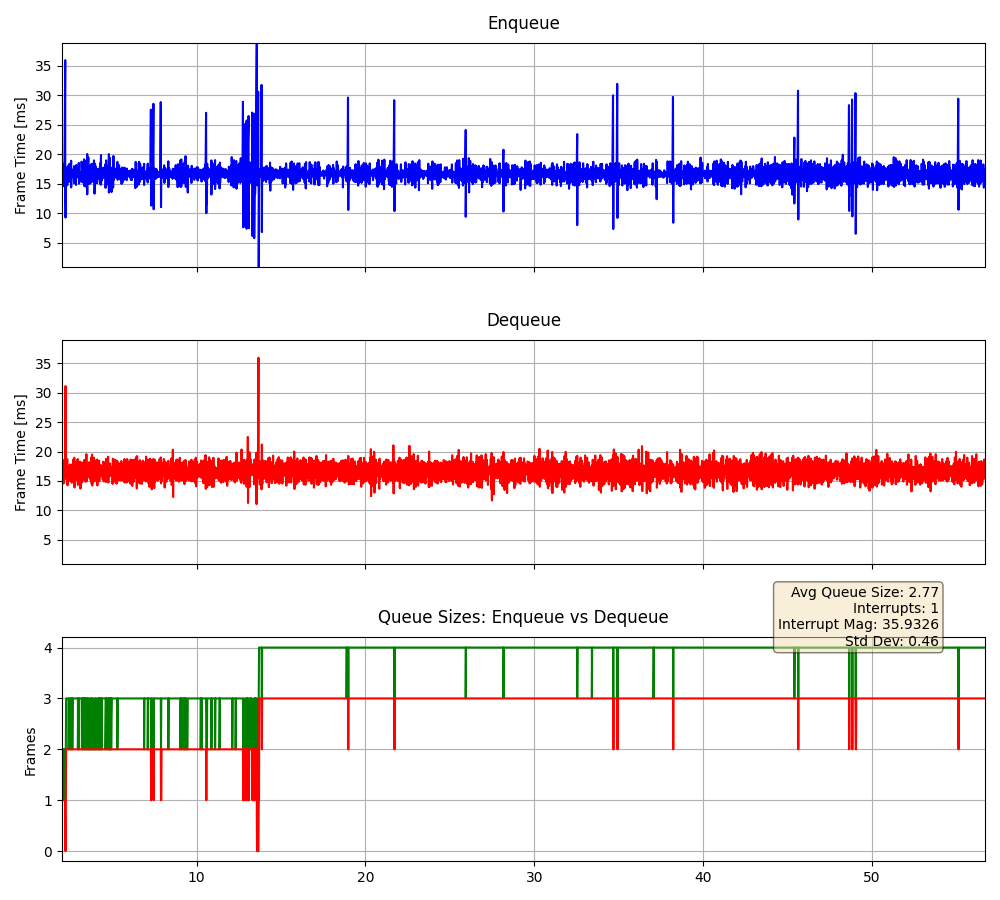 Enqueue
Frame Time [ms]
35
30
25
20
15
10
5
Dequeue
Frame Time [ms]
35
30
25
20
15
10
5
Avg Queue Size: 2.77
Interrupts: 1
Interrupt Mag: 35.9326
Std Dev: 0.46
Queue Sizes: Enqueue vs Dequeue
Frames
4
3
2
1
0
10 20 30 40 50